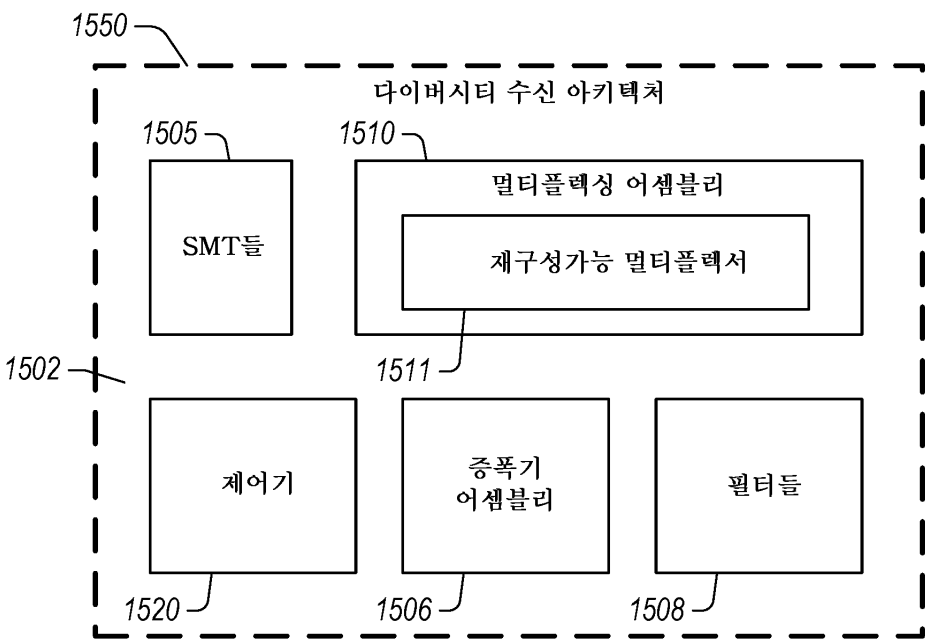 1550
다이버시티 수신 아키텍처
1505
1510
멀티플렉싱 어셈블리
SMT들
재구성가능 멀티플렉서
1511
1502
제어기
증폭기
어셈블리
필터들
1520
1506
1508